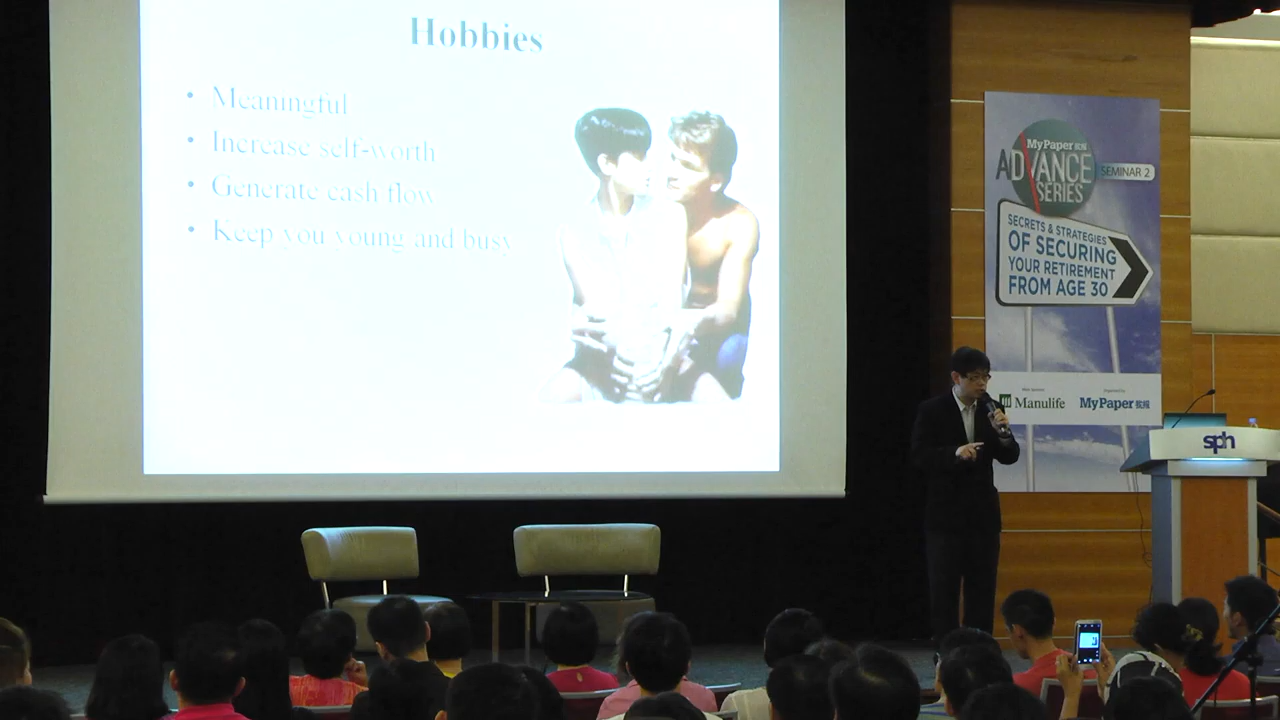 Hobbies
• Meaningful
• Increase self-worth
• Generate cash flow
• Keep you young and busy
MyPaper
ADVANCE
SERIES
SEMINAR 2
SECRETS & STRATEGIES
OF SECURING
YOUR RETIREMENT
FROM AGE 30
Manulife
MyPaper
sph